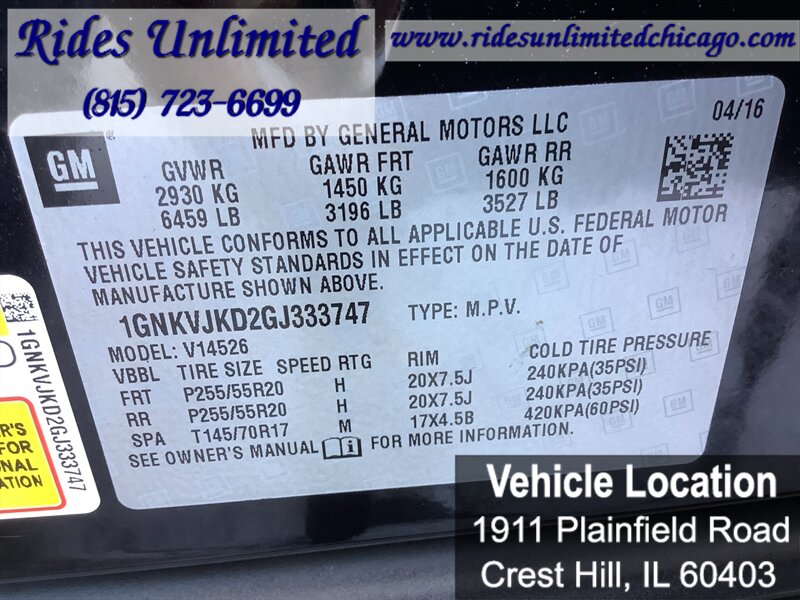 Rides Unlimited
www.ridesunlimitedchicago.com
(815) 723-6699
GM®
MFD BY GENERAL MOTORS LLC
04/16
GVWR GAWR FRT GAWR RR
2930 KG 1450 KG 1600 KG
6459 LB 3196 LB 3527 LB
THIS VEHICLE CONFORMS TO ALL APPLICABLE U.S. FEDERAL MOTOR
VEHICLE SAFETY STANDARDS IN EFFECT ON THE DATE OF
MANUFACTURE SHOWN ABOVE.
1GNKVJKD2GJ333747 TYPE: M.P.V.
MODEL: V14526
VBBL TIRE SIZE SPEED RTG RIM COLD TIRE PRESSURE
FRT P255/55R20 H 20X7.5J 240KPA(35PSI)
RR P255/55R20 H 20X7.5J 240KPA(35PSI)
SPA T145/70R17 M 17X4.5B 420KPA(60PSI)
SEE OWNER'S MANUAL FOR MORE INFORMATION.
1GNKVJKD2GJ333747
FOR
Vehicle Location
1911 Plainfield Road
Crest Hill, IL 60403